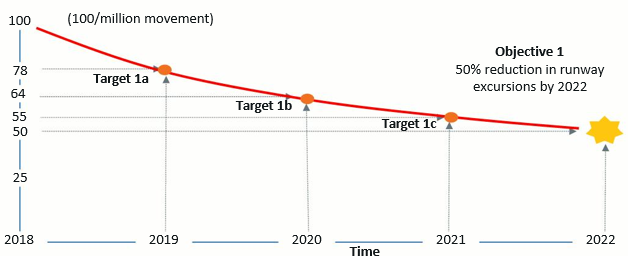 100 (100/million movement)
Objective 1
50% reduction in runway
excursions by 2022
78
Target 1a
64
Target 1b
55
Target 1c
50
25
2018 2019 2020 2021 2022
Time